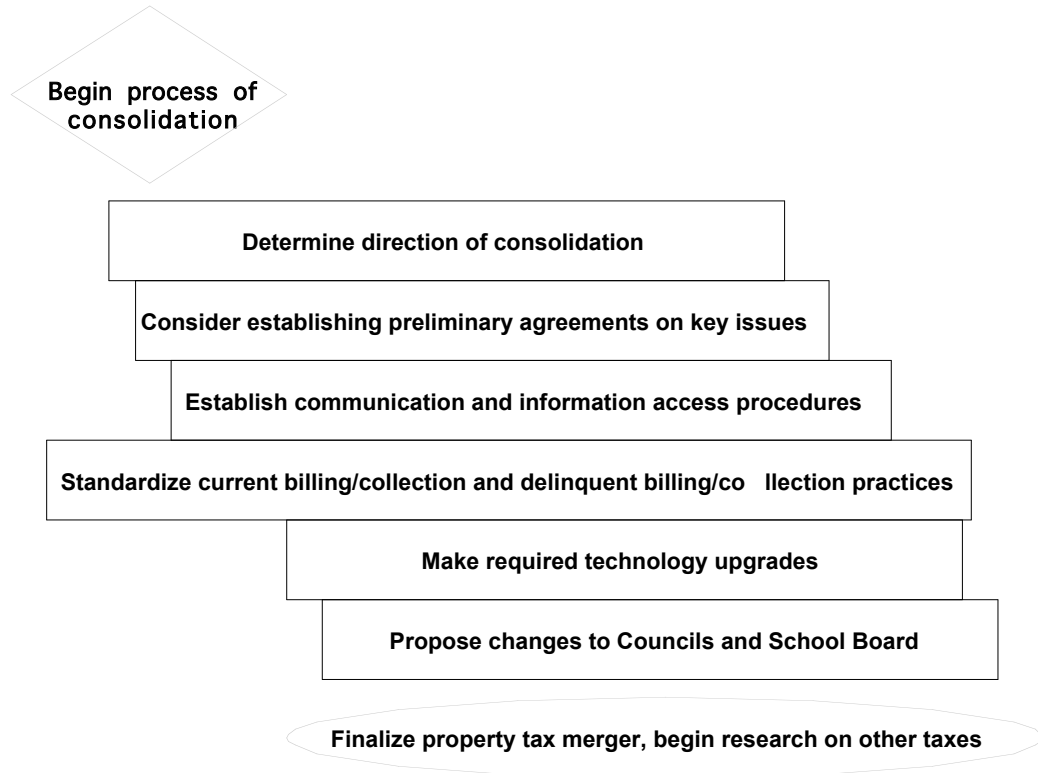 Begin process of
consolidation
Determine direction of consolidation
Consider establishing preliminary agreements on key issues
Establish communication and information access procedures
Standardize current billing/collection and delinquent billing/co llection practices
Make required technology upgrades
Propose changes to Councils and School Board
Finalize property tax merger, begin research on other taxes